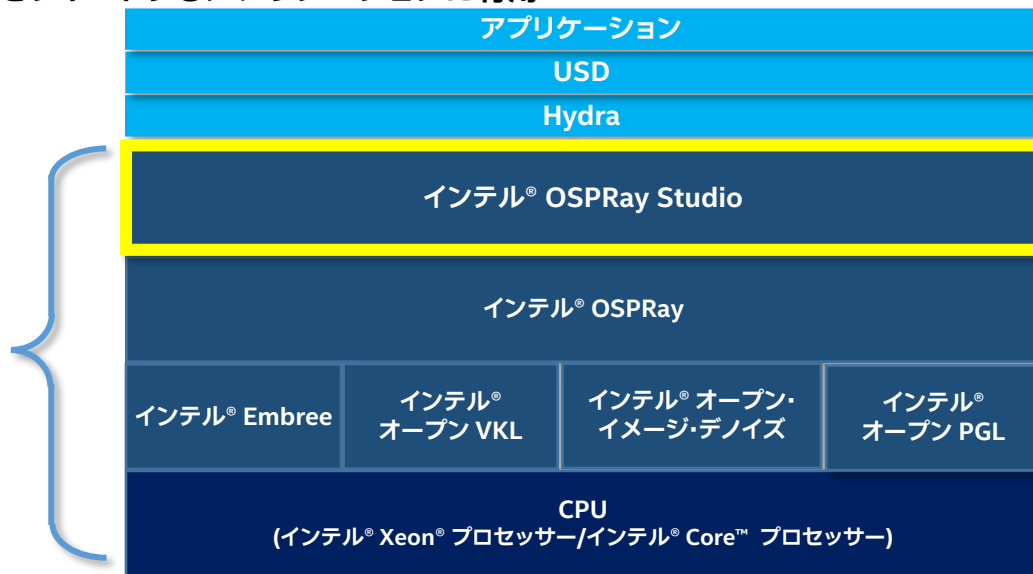 アプリケーション
USD
Hydra
インテル® OSPRay Studio
インテル® OSPRay
インテル® Embree
インテル®
オープン VKL
インテル® オープン・
イメージ・デノイズ
インテル®
オープン PGL
CPU
(インテル® Xeon® プロセッサー/インテル® Core™ プロセッサー)